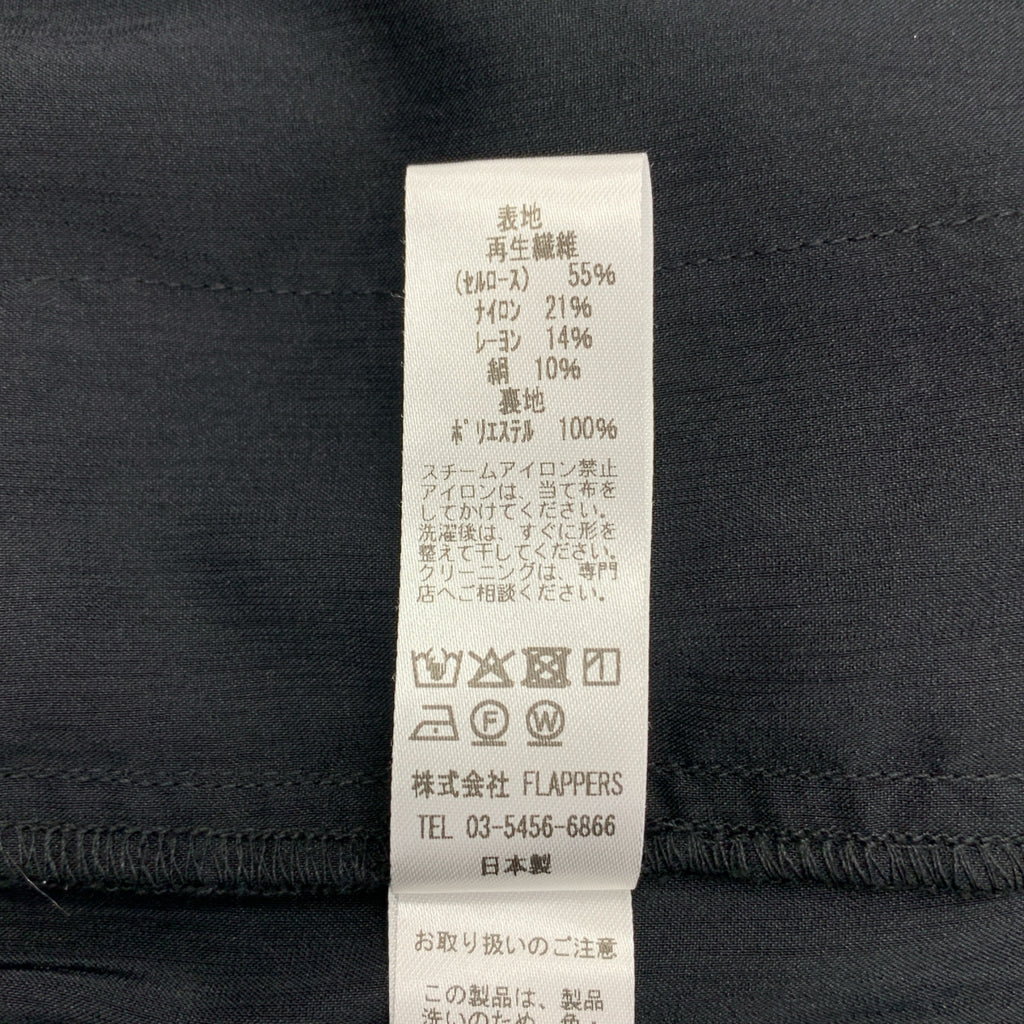 表地
再生繊維
(セルロース) 55%
ナイロン 21%
レーヨン 14%
絹 10%
裏地
ポリエステル 100%
スチームアイロン禁止
アイロンは、当て布を
してかけてください。
洗濯後は、すぐに形を
整えて干してください。
クリーニングは、専門
店へご相談ください。
F W
株式会社 FLAPPERS
TEL 03-5456-6866
日本製
お取り扱いのご注意
この製品は、製品
洗いのため、色・